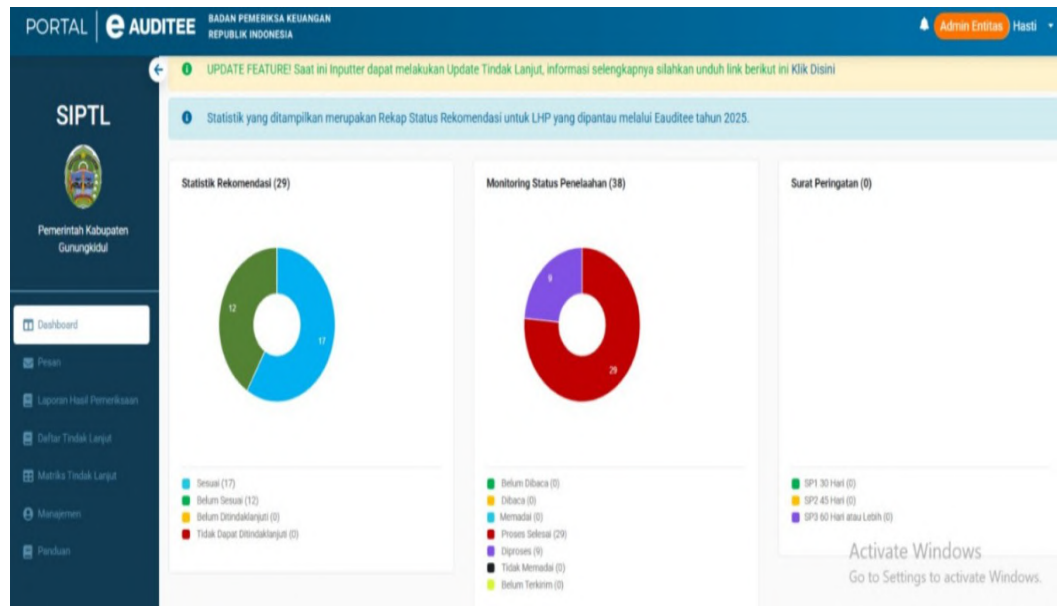 PORTAL | e AUDITEE
BADAN PEMERIKSA KEUANGAN
REPUBLIK INDONESIA
Admin Entitas Hasti
UPDATE FEATURE! Saat ini Inputter dapat melakukan Update Tindak Lanjut, informasi selengkapnya silahkan unduh link berikut ini Klik Disini
Statistik yang ditampilkan merupakan Rekap Status Rekomendasi untuk LHP yang dipantau melalui Eauditee tahun 2025.
SIPTL
Pemerintah Kabupaten
Gunungkidul
Dashboard
Pesan
Laporan Hasil Pemeriksaan
Daftar Tindak Lanjut
Matriks Tindak Lanjut
Manajemen
Panduan
Statistik Rekomendasi (29)
12
17
Sesuai (17)
Belum Sesuai (12)
Belum Ditindaklanjuti (0)
Tidak Dapat Ditindaklanjuti (0)
Monitoring Status Penelaahan (38)
9
29
Belum Dibaca (0)
Dibaca (0)
Memadai (0)
Proses Selesai (29)
Diproses (9)
Tidak Memadai (0)
Belum Terkirim (0)
Surat Peringatan (0)
SP1 30 Hari (0)
SP2 45 Hari (0)
SP3 60 Hari atau Lebih (0)
Activate Windows
Go to Settings to activate Windows.